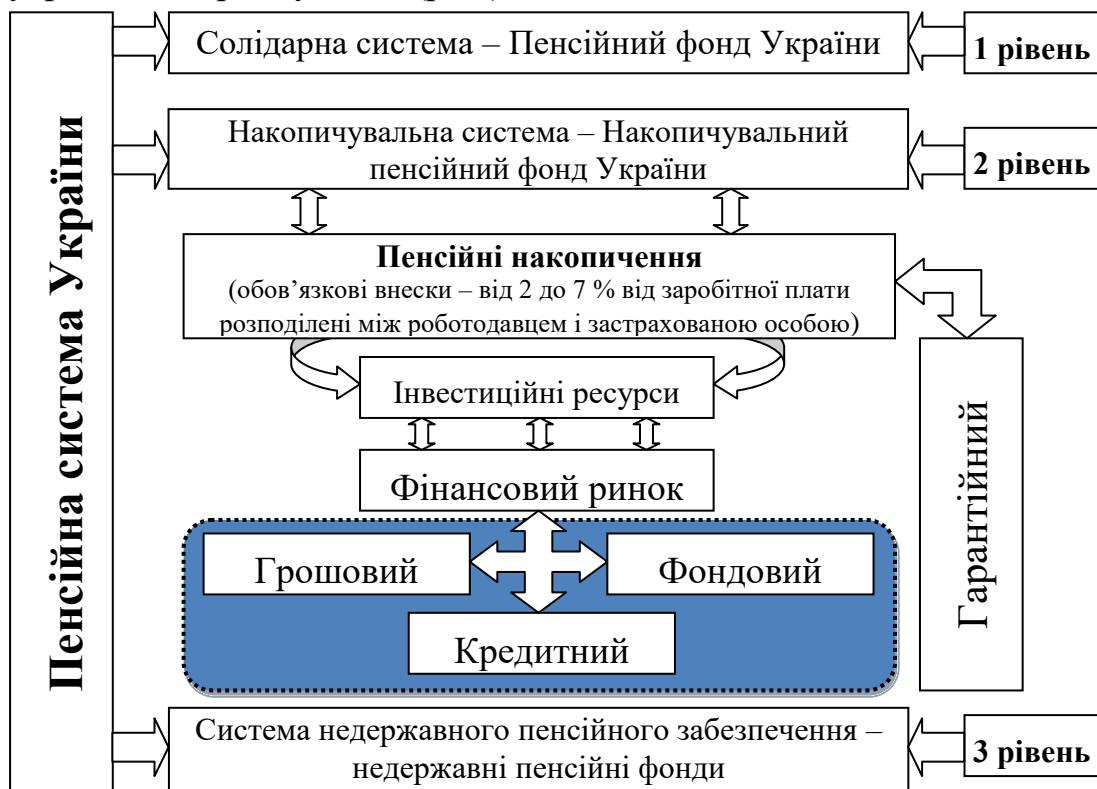 Пенсійна система України
Солідарна система – Пенсійний фонд України
1 рівень
Накопичувальна система – Накопичувальний
пенсійний фонд України
2 рівень
Пенсійні накопичення
(обов’язкові внески – від 2 до 7 % від заробітної плати
розподілені між роботодавцем і застрахованою особою)
Інвестиційні ресурси
Фінансовий ринок
Грошовий
Фондовий
Кредитний
Гарантійний
Система недержавного пенсійного забезпечення –
недержавні пенсійні фонди
3 рівень